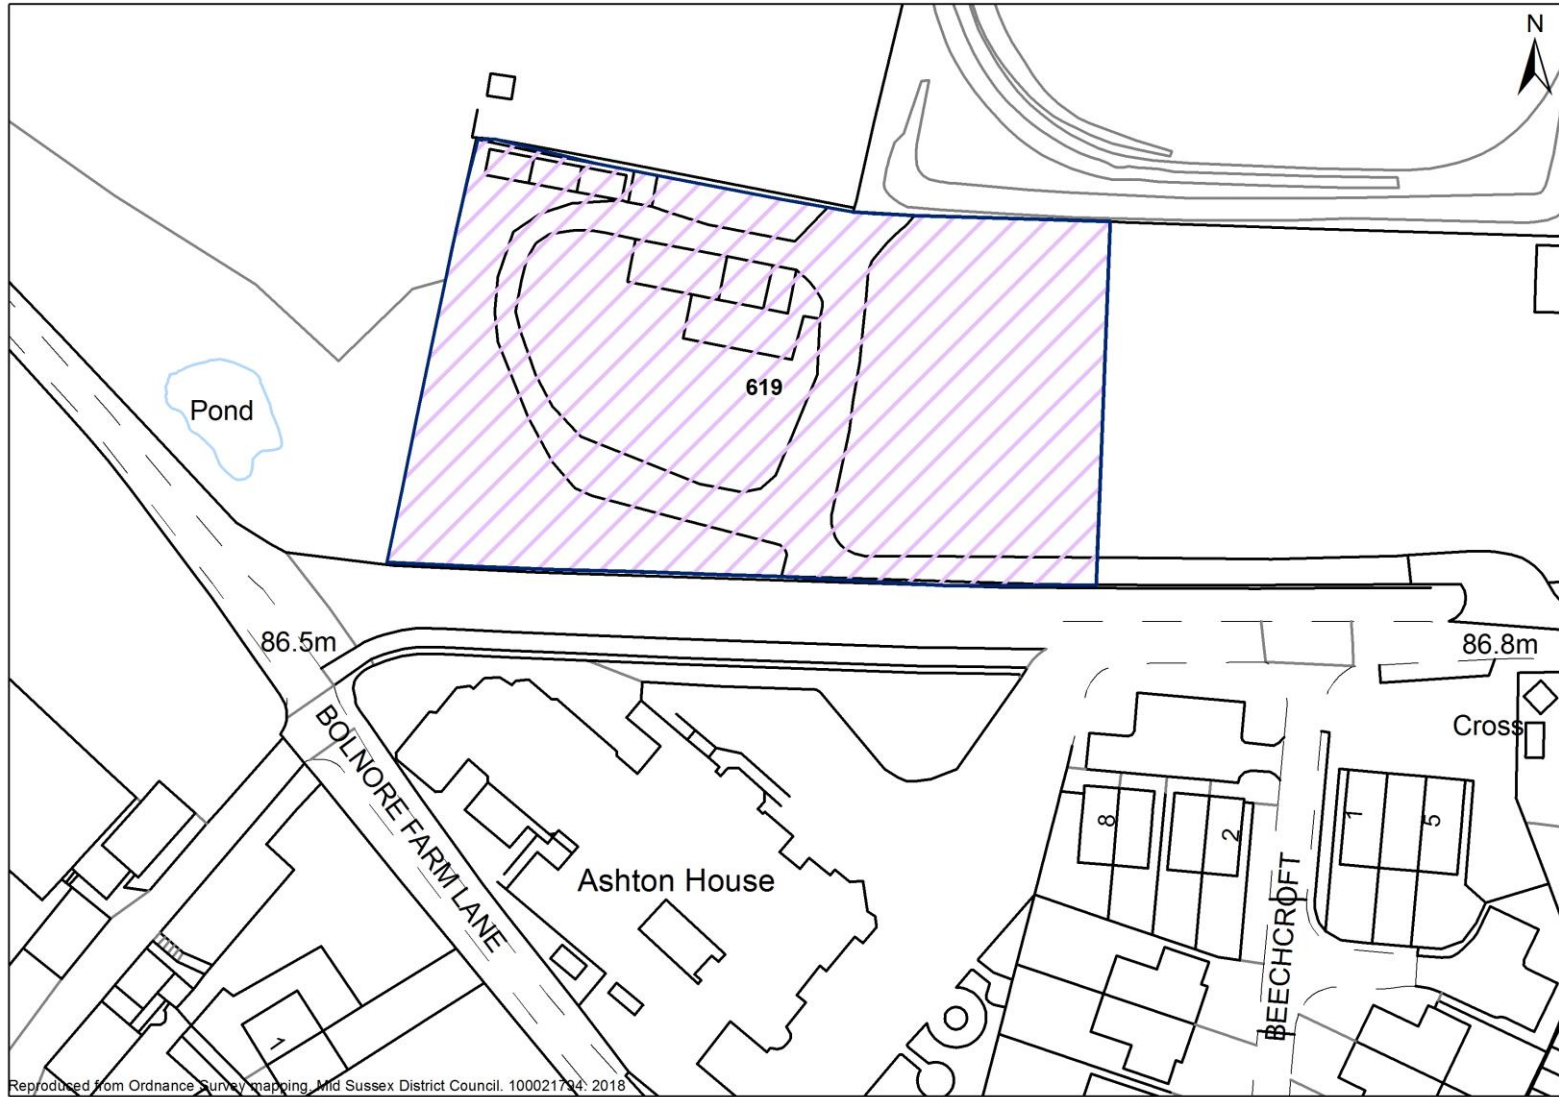 N
619
Pond
86.5m
86.8m
BOLNORE FARM LANE
Cross
8
2
1
5
Ashton House
BEECHCROFT
1
Reproduced from Ordnance Survey mapping. Mid Sussex District Council. 100021794. 2018